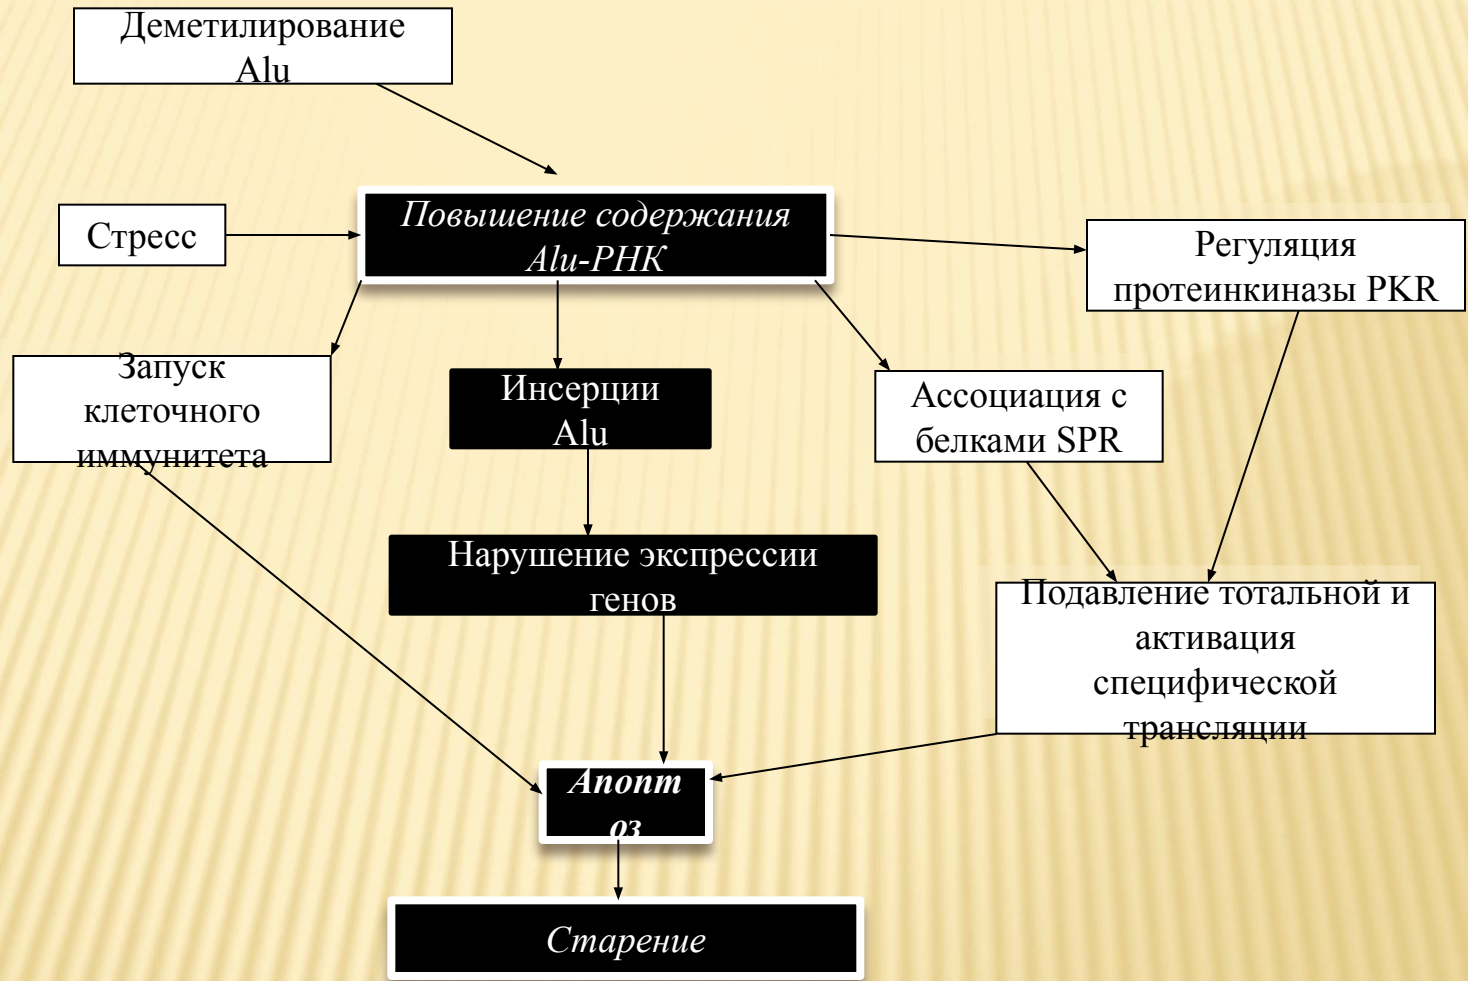 Деметилирование
Alu
Стресс
Повышение содержания
Alu-РНК
Регуляция
протеинкиназы PKR
Запуск
клеточного
иммунитета
Инсерции
Alu
Ассоциация с
белками SPR
Нарушение экспрессии
генов
Подавление тотальной и
активация
специфической
трансляции
Апопт
оз
Старение